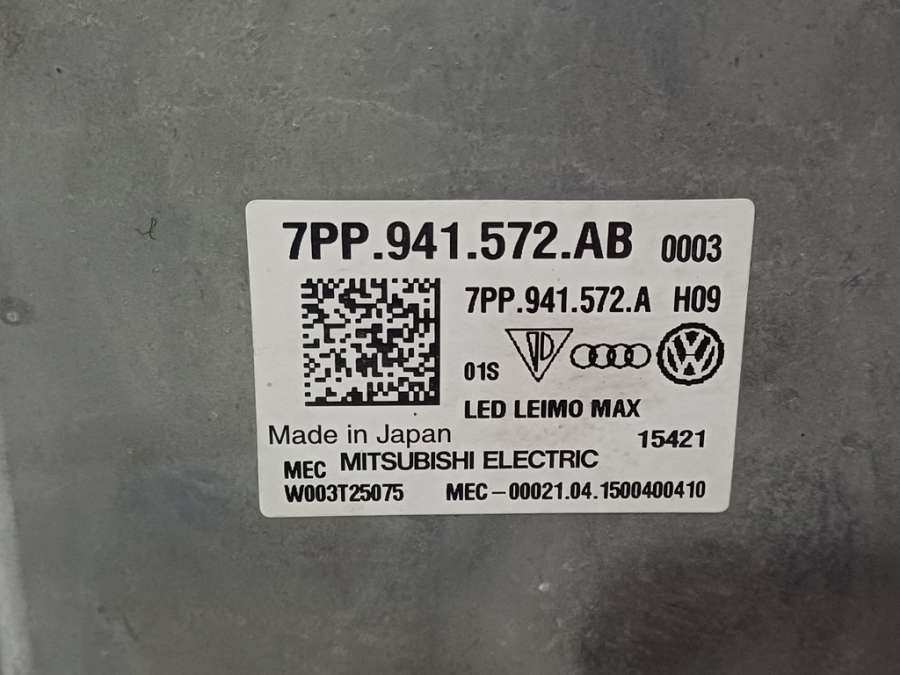 7PP.941.572.AB 0003
7PP.941.572.A H09
01S
LED LEIMO MAX
Made in Japan 15421
MEC MITSUBISHI ELECTRIC
W003T25075 MEC-00021.04.1500400410